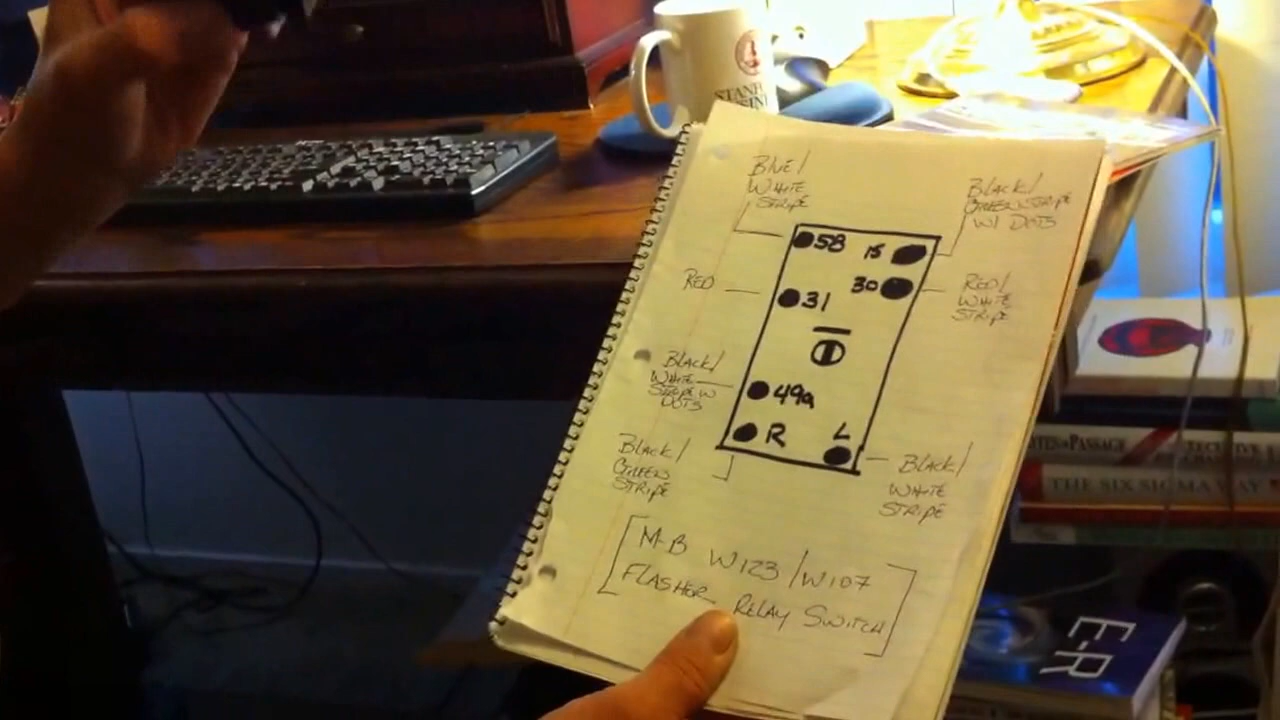 STANF
BLUE/
WHITE
STRIPE
BLACK/
GREEN STRIPE
W/ DOTS
58
15
RED
31
30
RED/
WHITE
STRIPE
BLACK/
WHITE
STRIPE W
DOTS
49a
R
L
BLACK/
GREEN
STRIPE
BLACK/
WHITE
STRIPE
M-B W123/W107
FLASHER RELAY SWITCH
THE SIX SIGMA WAY
E-R